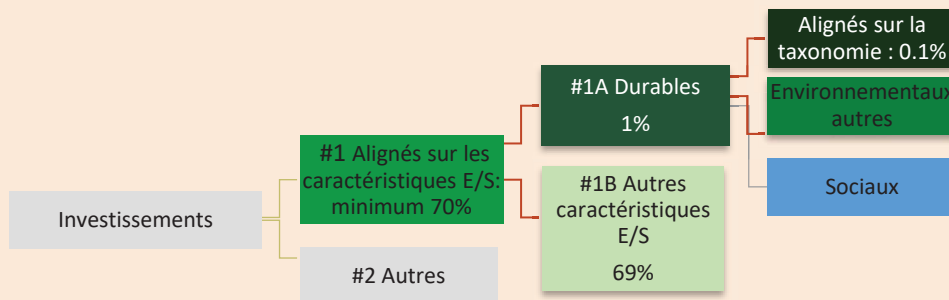 Investissements
#1 Alignés sur les
caractéristiques E/S:
minimum 70%
#2 Autres
#1A Durables
1%
#1B Autres
caractéristiques
E/S
69%
Alignés sur la
taxonomie : 0.1%
Environnementaux
autres
Sociaux